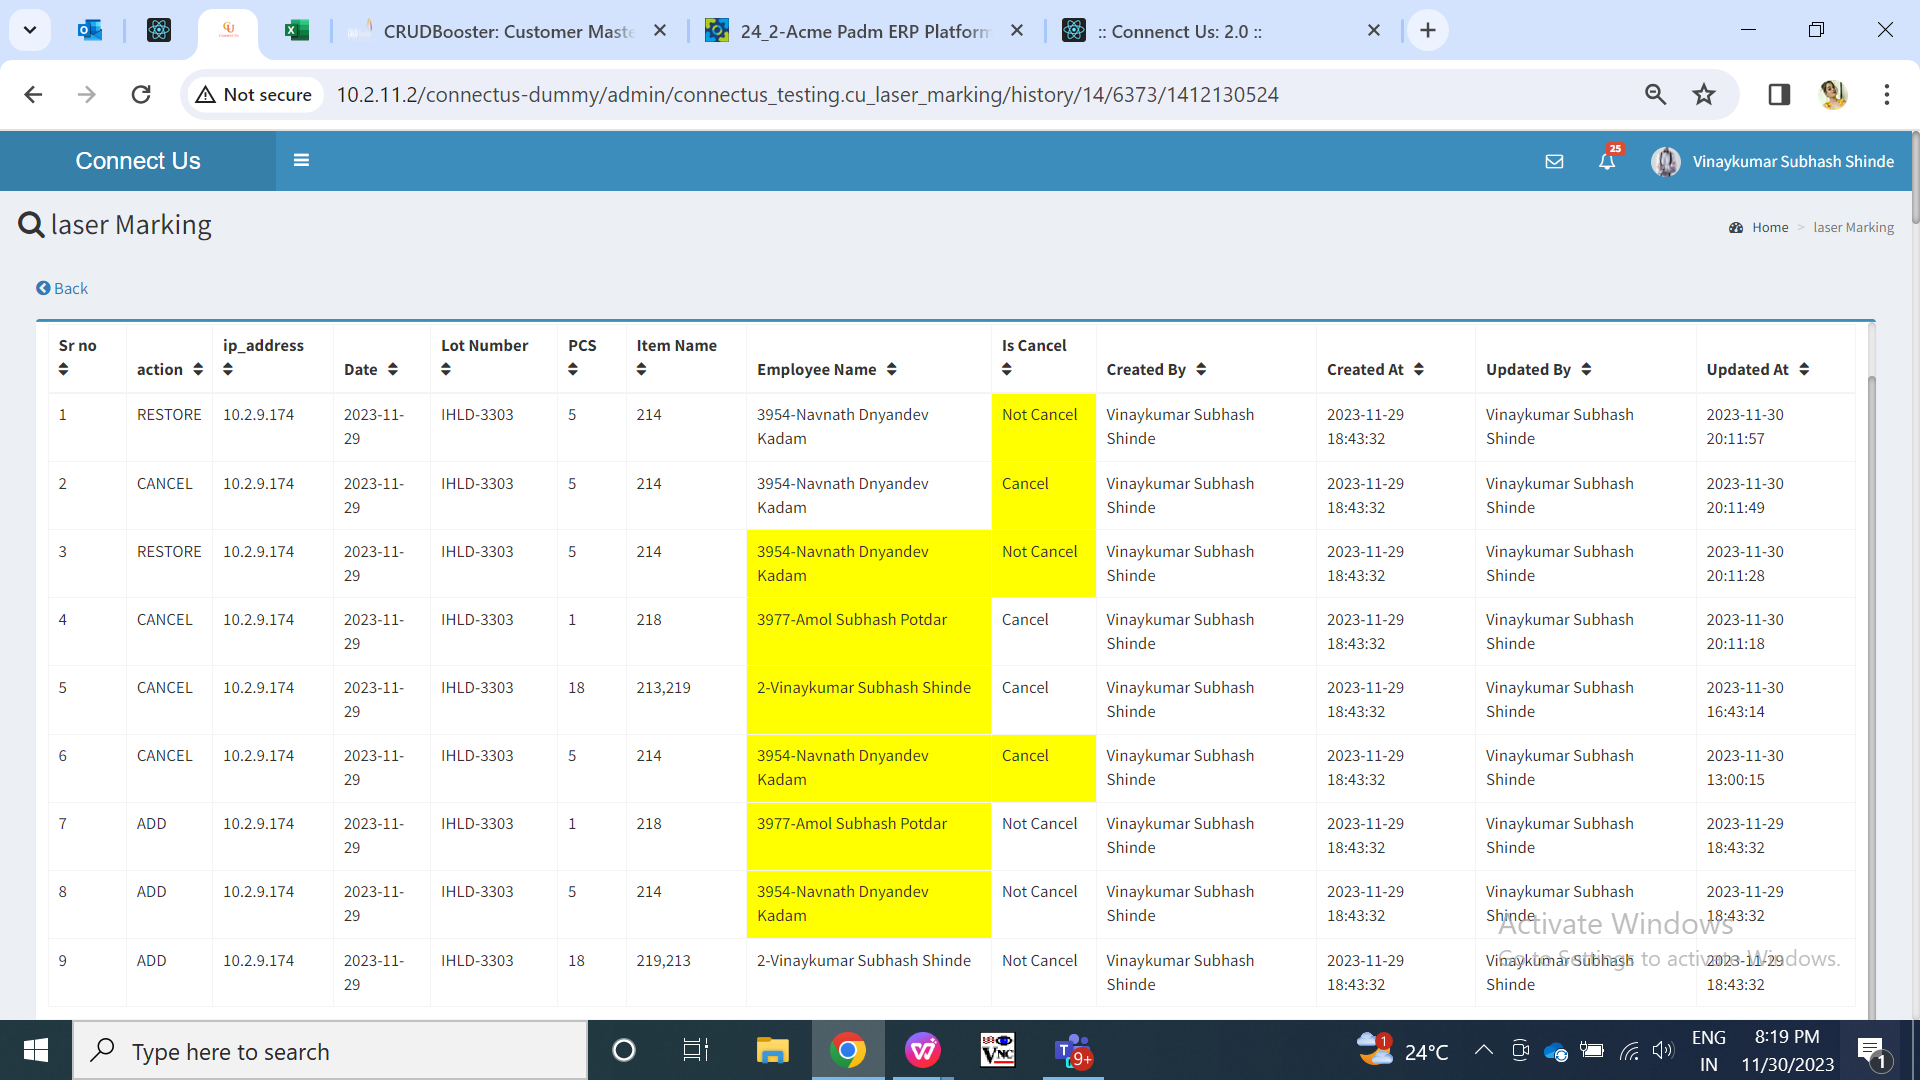 CRUDBooster: Customer Maste
24_2-Acme Padm ERP Platform
:: Connenct Us: 2.0 ::
Not secure
10.2.11.2/connectus-dummy/admin/connectus_testing.cu_laser_marking/history/14/6373/1412130524
Connect Us
25
Vinaykumar Subhash Shinde
laser Marking
Home > laser Marking
Back
Sr no action ip_address Date Lot Number PCS Item Name Employee Name Is Cancel Created By Created At Updated By Updated At
1 RESTORE 10.2.9.174 2023-11- IHLD-3303 5 214 3954-Navnath Dnyandev Not Cancel Vinaykumar Subhash 2023-11-29 Vinaykumar Subhash 2023-11-30
29 Kadam Shinde 18:43:32 Shinde 20:11:57
2 CANCEL 10.2.9.174 2023-11- IHLD-3303 5 214 3954-Navnath Dnyandev Cancel Vinaykumar Subhash 2023-11-29 Vinaykumar Subhash 2023-11-30
29 Kadam Shinde 18:43:32 Shinde 20:11:49
3 RESTORE 10.2.9.174 2023-11- IHLD-3303 5 214 3954-Navnath Dnyandev Not Cancel Vinaykumar Subhash 2023-11-29 Vinaykumar Subhash 2023-11-30
29 Kadam Shinde 18:43:32 Shinde 20:11:28
4 CANCEL 10.2.9.174 2023-11- IHLD-3303 1 218 3977-Amol Subhash Potdar Cancel Vinaykumar Subhash 2023-11-29 Vinaykumar Subhash 2023-11-30
29 Shinde 18:43:32 Shinde 20:11:18
5 CANCEL 10.2.9.174 2023-11- IHLD-3303 18 213,219 2-Vinaykumar Subhash Shinde Cancel Vinaykumar Subhash 2023-11-29 Vinaykumar Subhash 2023-11-30
29 Shinde 18:43:32 Shinde 16:43:14
6 CANCEL 10.2.9.174 2023-11- IHLD-3303 5 214 3954-Navnath Dnyandev Cancel Vinaykumar Subhash 2023-11-29 Vinaykumar Subhash 2023-11-30
29 Kadam Shinde 18:43:32 Shinde 13:00:15
7 ADD 10.2.9.174 2023-11- IHLD-3303 1 218 3977-Amol Subhash Potdar Not Cancel Vinaykumar Subhash 2023-11-29 Vinaykumar Subhash 2023-11-29
29 Shinde 18:43:32 Shinde 18:43:32
8 ADD 10.2.9.174 2023-11- IHLD-3303 5 214 3954-Navnath Dnyandev Not Cancel Vinaykumar Subhash 2023-11-29 Vinaykumar Subhash 2023-11-29
29 Kadam Shinde 18:43:32 Shinde 18:43:32
Activate Windows
9 ADD 10.2.9.174 2023-11- IHLD-3303 18 219,213 2-Vinaykumar Subhash Shinde Not Cancel Vinaykumar Subhash 2023-11-29 Vinaykumar Subhash 2023-11-29
Go to Settings to activate Windows.
29 Shinde 18:43:32 Shinde 18:43:32
Type here to search
VNC
T 9+
1
24°C
ENG
IN
8:19 PM
11/30/2023
1